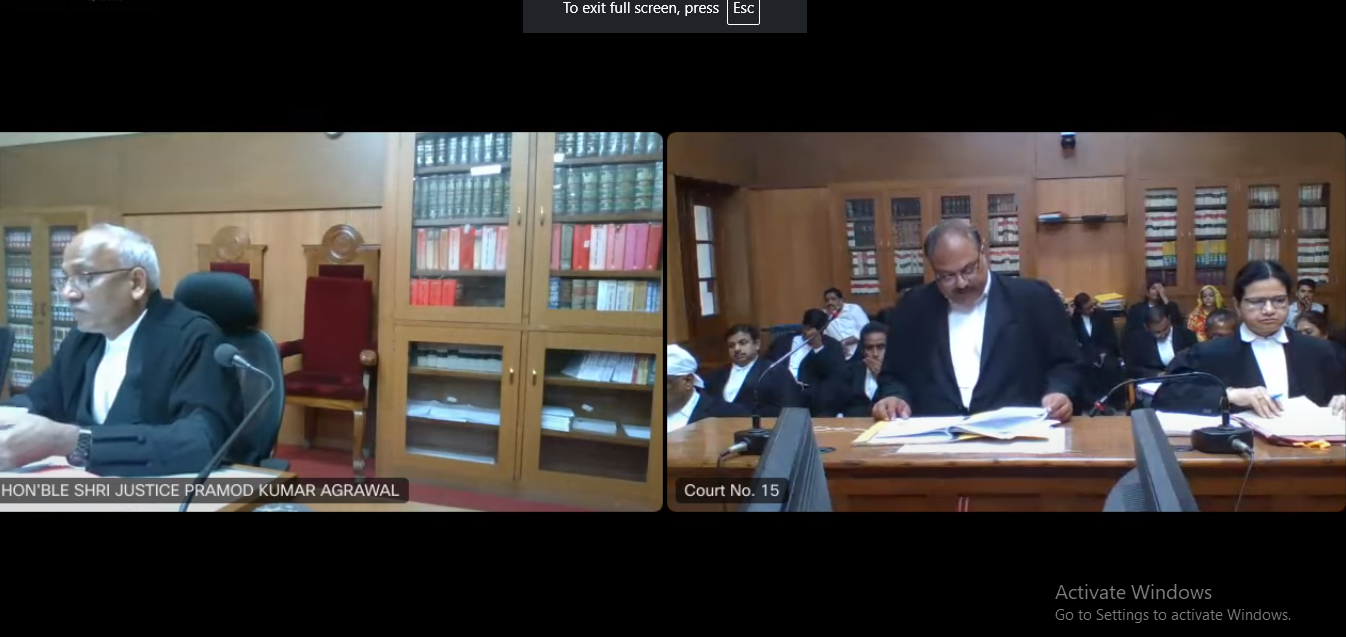 To exit full screen, press Esc
HON'BLE SHRI JUSTICE PRAMOD KUMAR AGRAWAL
Court No. 15
Activate Windows
Go to Settings to activate Windows.